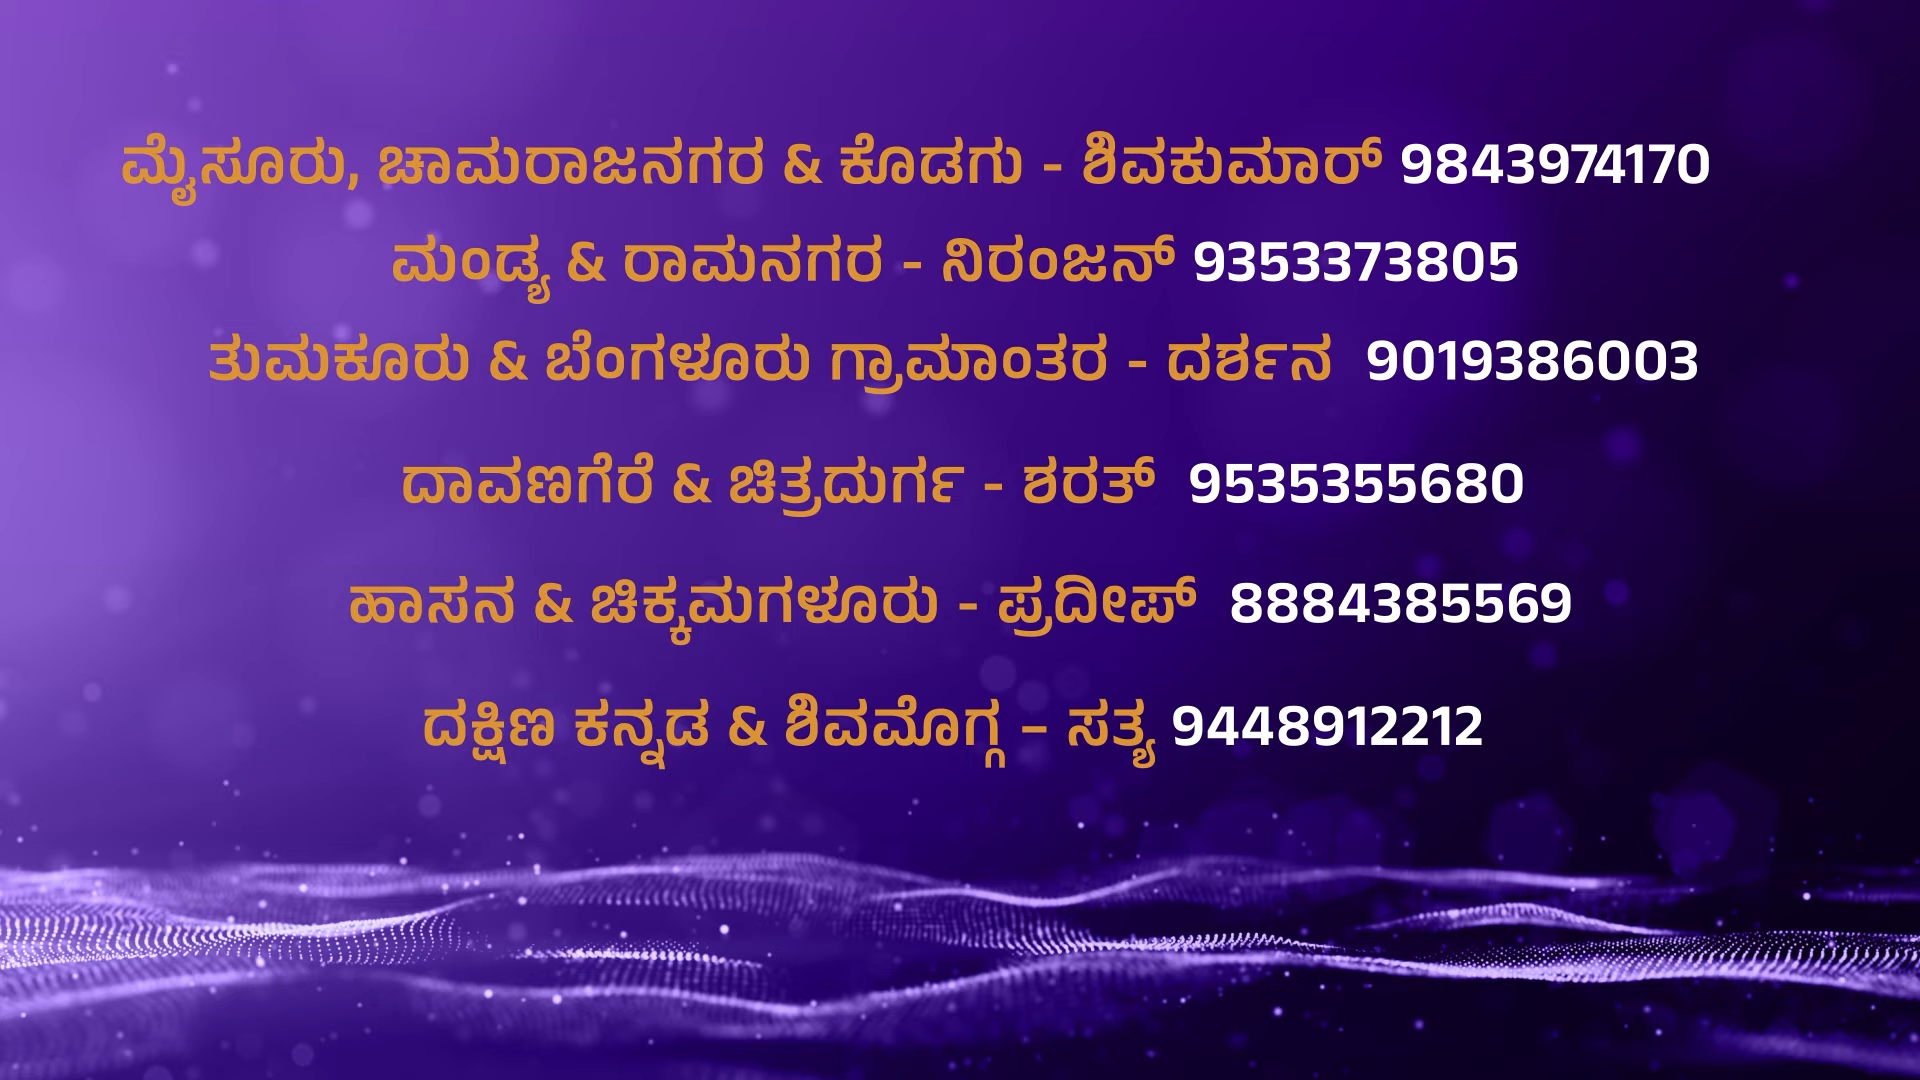 ಮೈಸೂರು, ಚಾಮರಾಜನಗರ & ಕೊಡಗು - ಶಿವಕುಮಾರ್ 9843974170
ಮಂಡ್ಯ & ರಾಮನಗರ - ನಿರಂಜನ್ 9353373805
ತುಮಕೂರು & ಬೆಂಗಳೂರು ಗ್ರಾಮಾಂತರ - ದರ್ಶನ 9019386003
ದಾವಣಗೆರೆ & ಚಿತ್ರದುರ್ಗ - ಶರತ್ 9535355680
ಹಾಸನ & ಚಿಕ್ಕಮಗಳೂರು - ಪ್ರದೀಪ್ 8884385569
ದಕ್ಷಿಣ ಕನ್ನಡ & ಶಿವಮೊಗ್ಗ – ಸತ್ಯ 9448912212